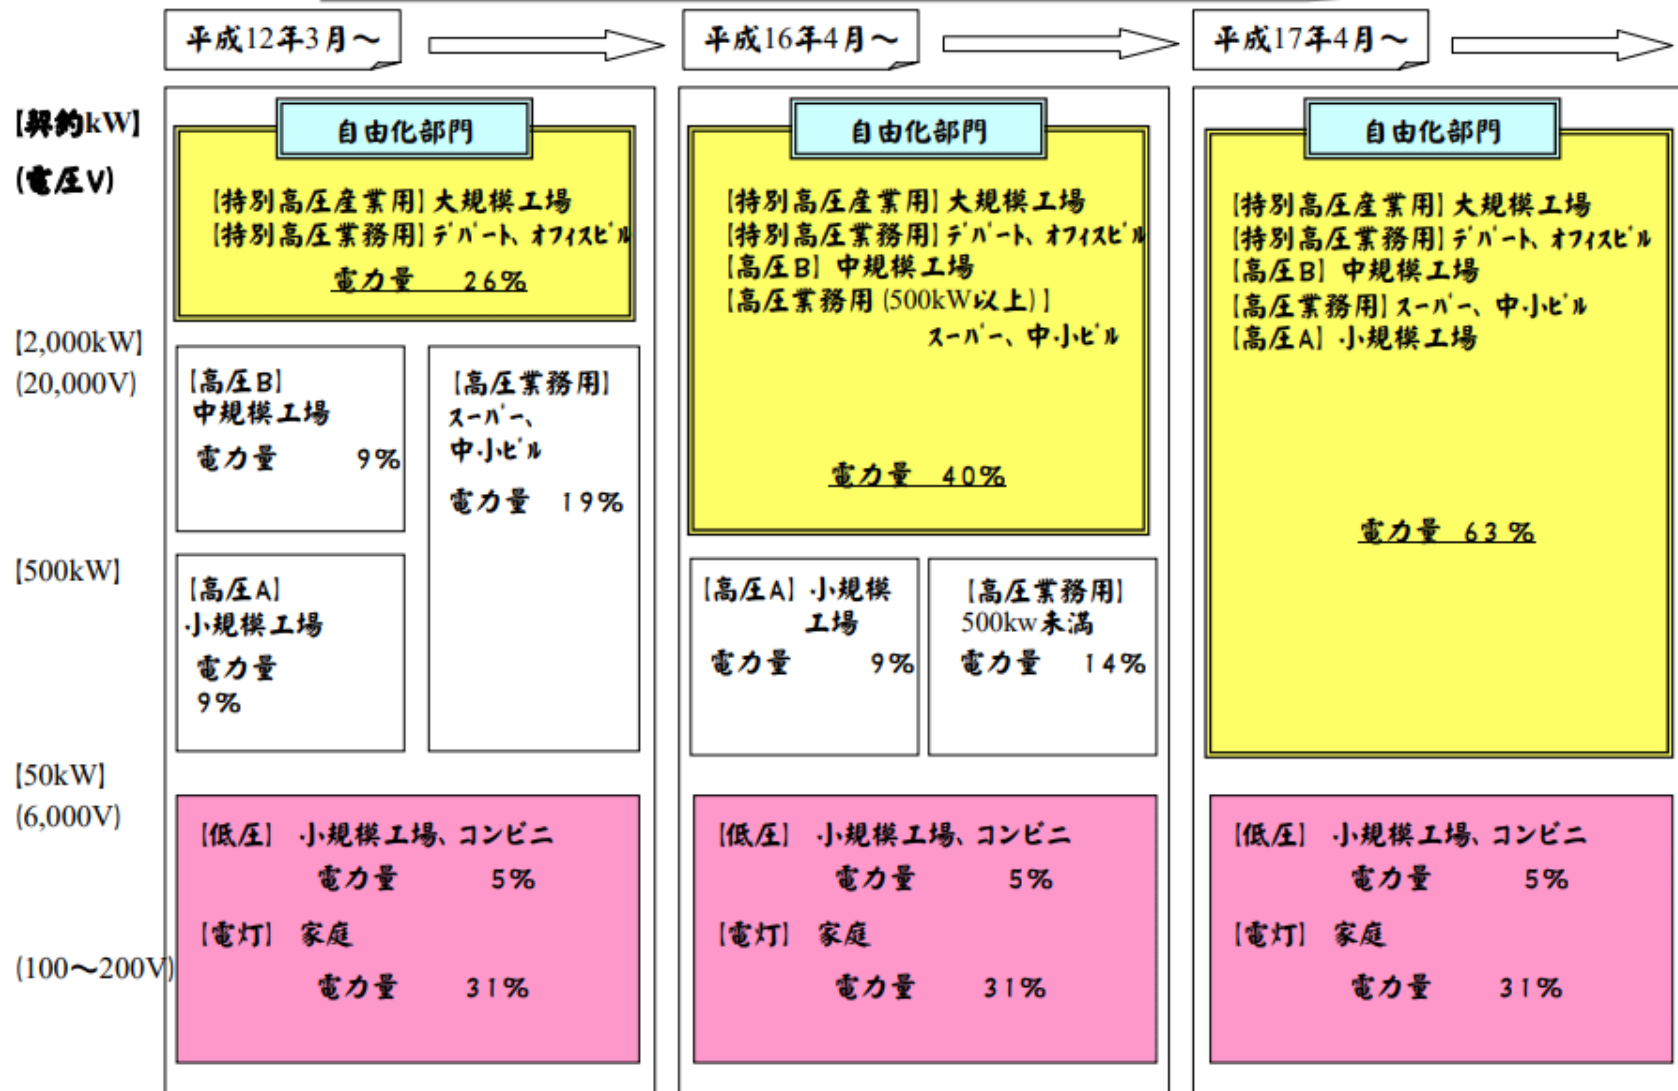 平成12年3月～
平成16年4月～
平成17年4月～
【契約kW】
(電圧V)
[2,000kW]
(20,000V)
[500kW]
[50kW]
(6,000V)
(100～200V)
自由化部門
[特別高圧産業用] 大規模工場
[特別高圧業務用] デパート、オフィスビル
電力量 26%
[高圧B]
中規模工場
電力量 9%
[高圧業務用]
スーパー、
中小ビル
電力量 19%
[高圧A]
小規模工場
電力量
9%
[低圧] 小規模工場、コンビニ
電力量 5%
[電灯] 家庭
電力量 31%
自由化部門
[特別高圧産業用] 大規模工場
[特別高圧業務用] デパート、オフィスビル
[高圧B] 中規模工場
[高圧業務用 (500kW以上)]
スーパー、中小ビル
電力量 40%
[高圧A] 小規模
工場
電力量 9%
[高圧業務用]
500kw未満
電力量 14%
[低圧] 小規模工場、コンビニ
電力量 5%
[電灯] 家庭
電力量 31%
自由化部門
[特別高圧産業用] 大規模工場
[特別高圧業務用] デパート、オフィスビル
[高圧B] 中規模工場
[高圧業務用] スーパー、中小ビル
[高圧A] 小規模工場
電力量 63%
[低圧] 小規模工場、コンビニ
電力量 5%
[電灯] 家庭
電力量 31%